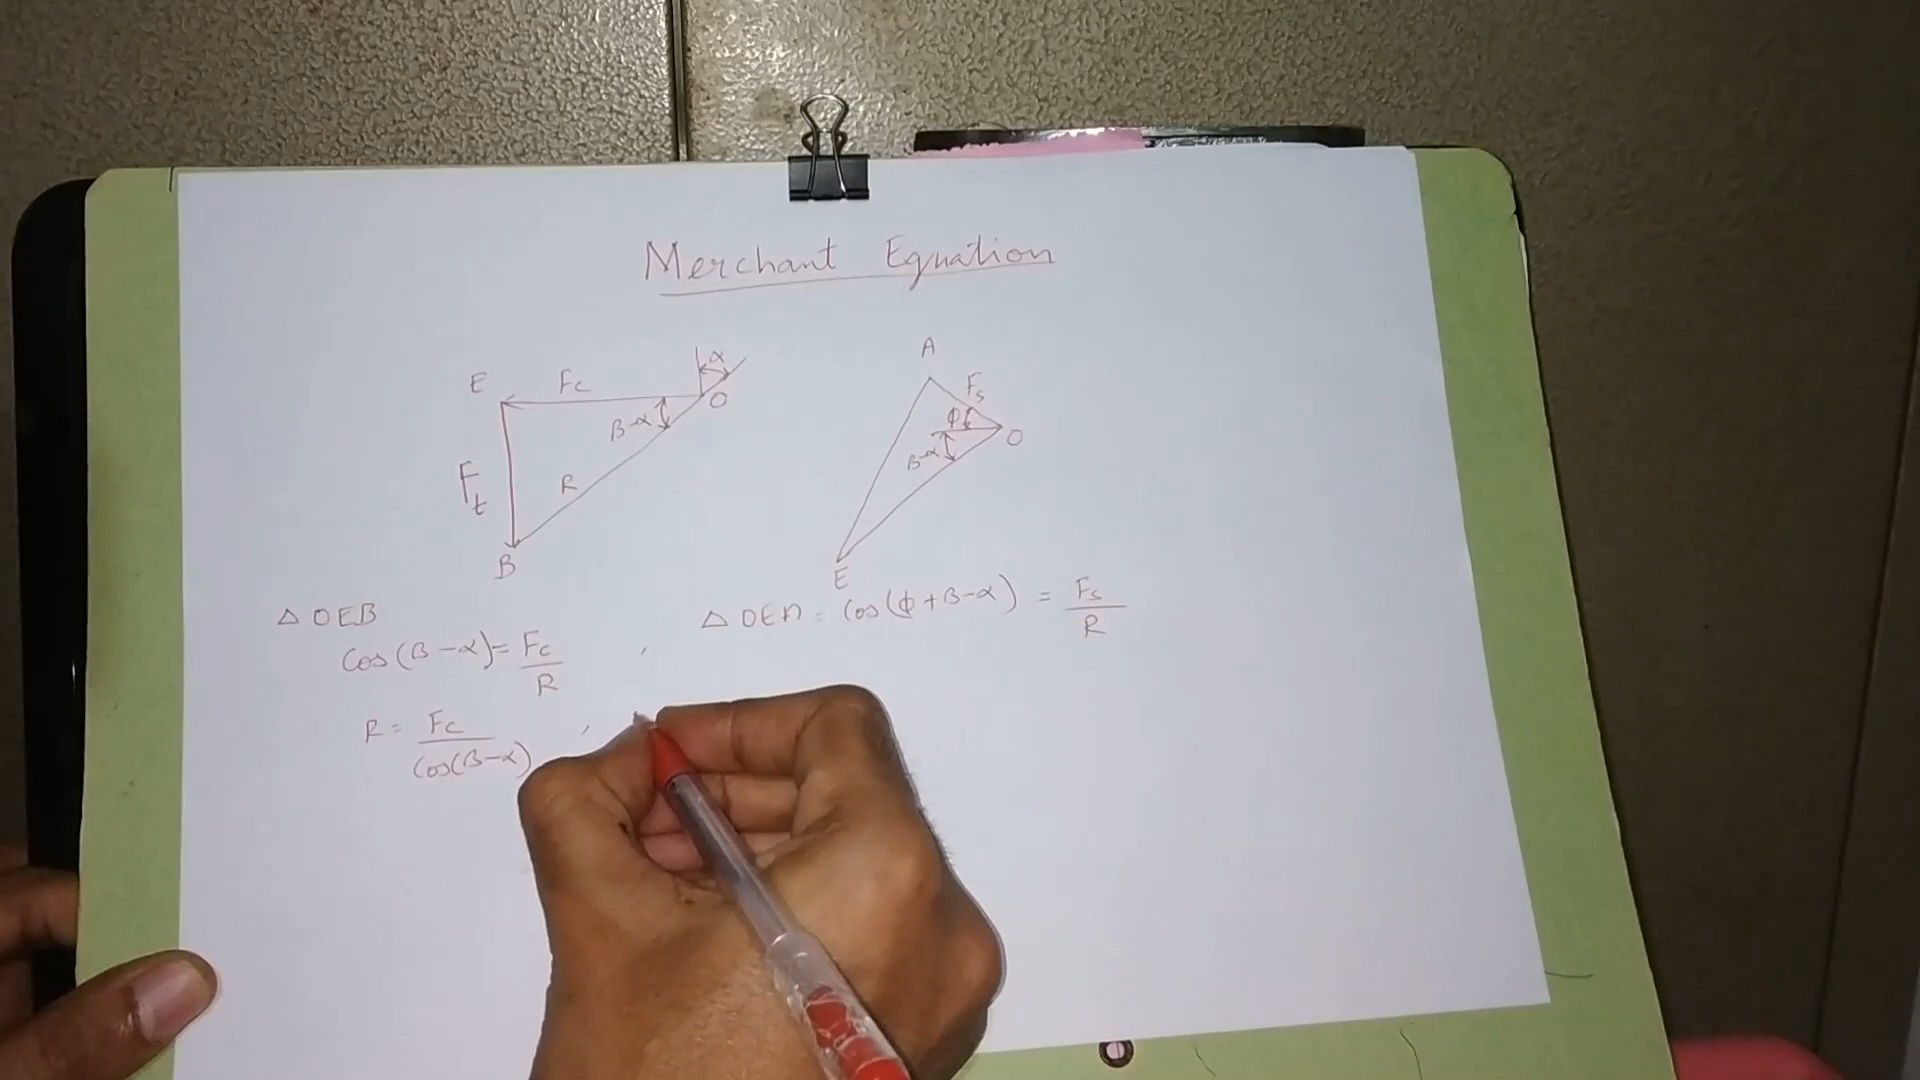 Merchant Equation
E Fc α O
β-α
Ft R
B
A
Fs
φ
O
β-α
E
△ OEB
Cos(β-α) = Fc/R ,
R = Fc/Cos(β-α) ,
△ OEA = Cos(φ+β-α) = Fs/R